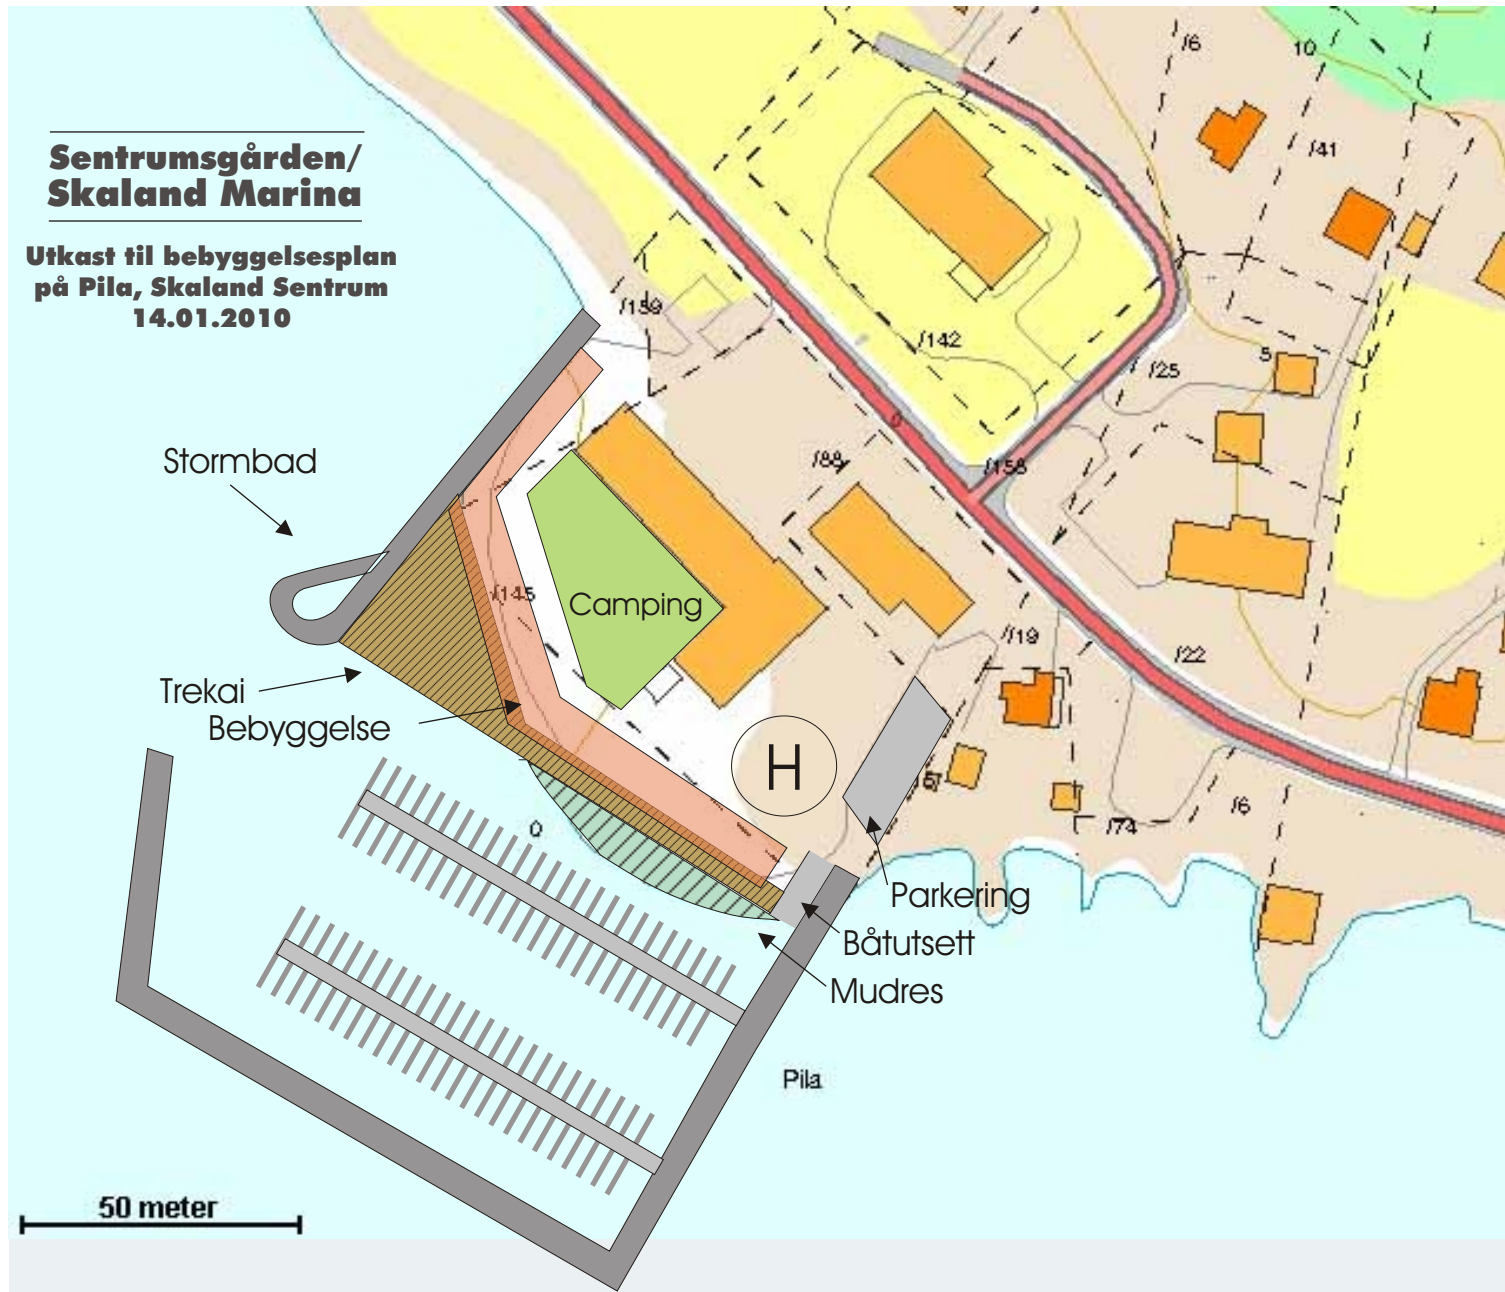 Sentrumsgården/
Skaland Marina
Utkast til bebyggelsesplan
på Pila, Skaland Sentrum
14.01.2010
/6
10
/41
/159
/142
5
/25
0
/88
/158
Stormbad
/145
Camping
/19
/22
Trekai
Bebyggelse
H
/6
/74
0
Parkering
Båtutsett
Mudres
Pila
50 meter